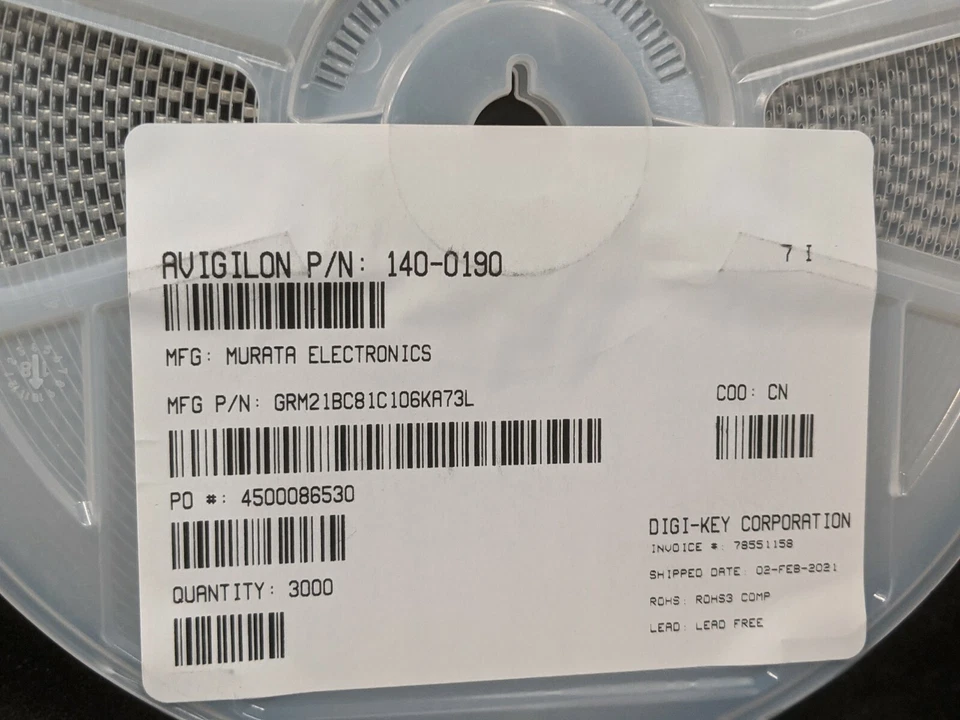 AVIGILON P/N: 140-0190
7 I
MFG: MURATA ELECTRONICS
MFG P/N: GRM21BC81C106KA73L
COO: CN
PO #: 4500086530
QUANTITY: 3000
DIGI-KEY CORPORATION
INVOICE #: 78551158
SHIPPED DATE: 02-FEB-2021
ROHS: ROHS3 COMP
LEAD: LEAD FREE